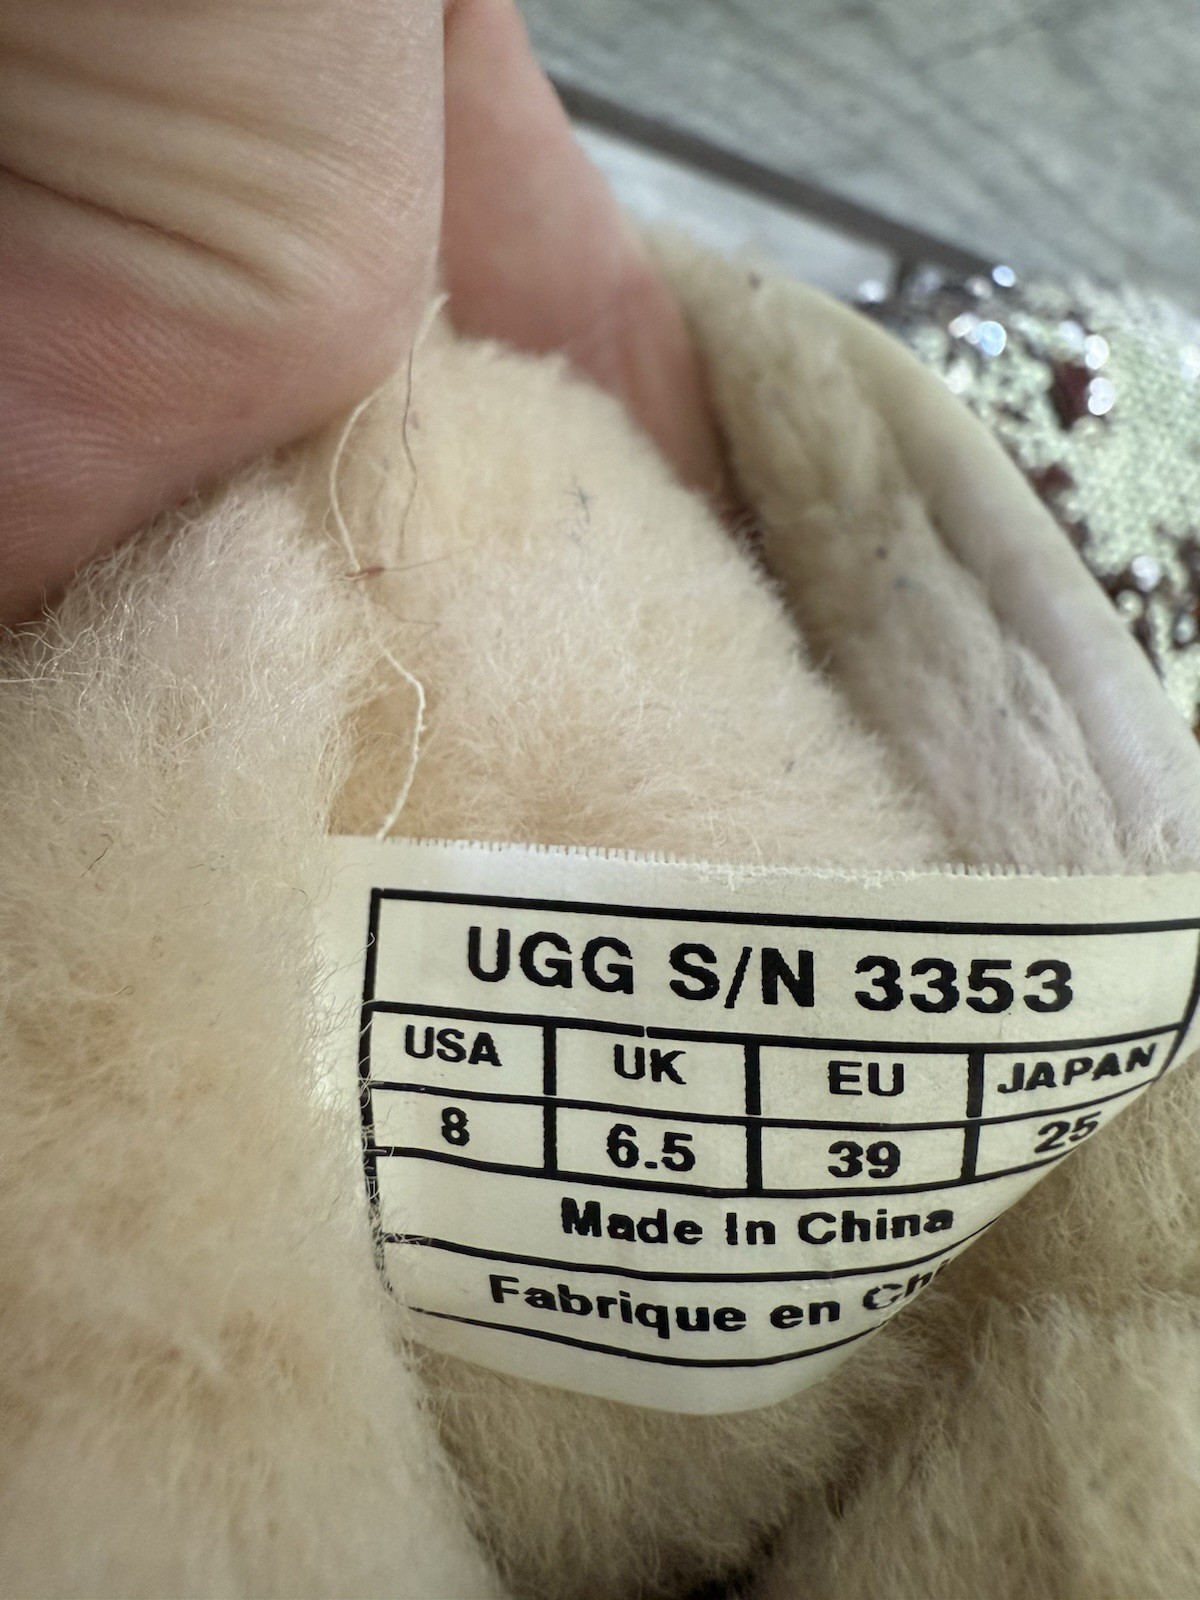 UGG S/N 3353
USA UK EU JAPAN
8 6.5 39 25
Made In China
Fabrique en